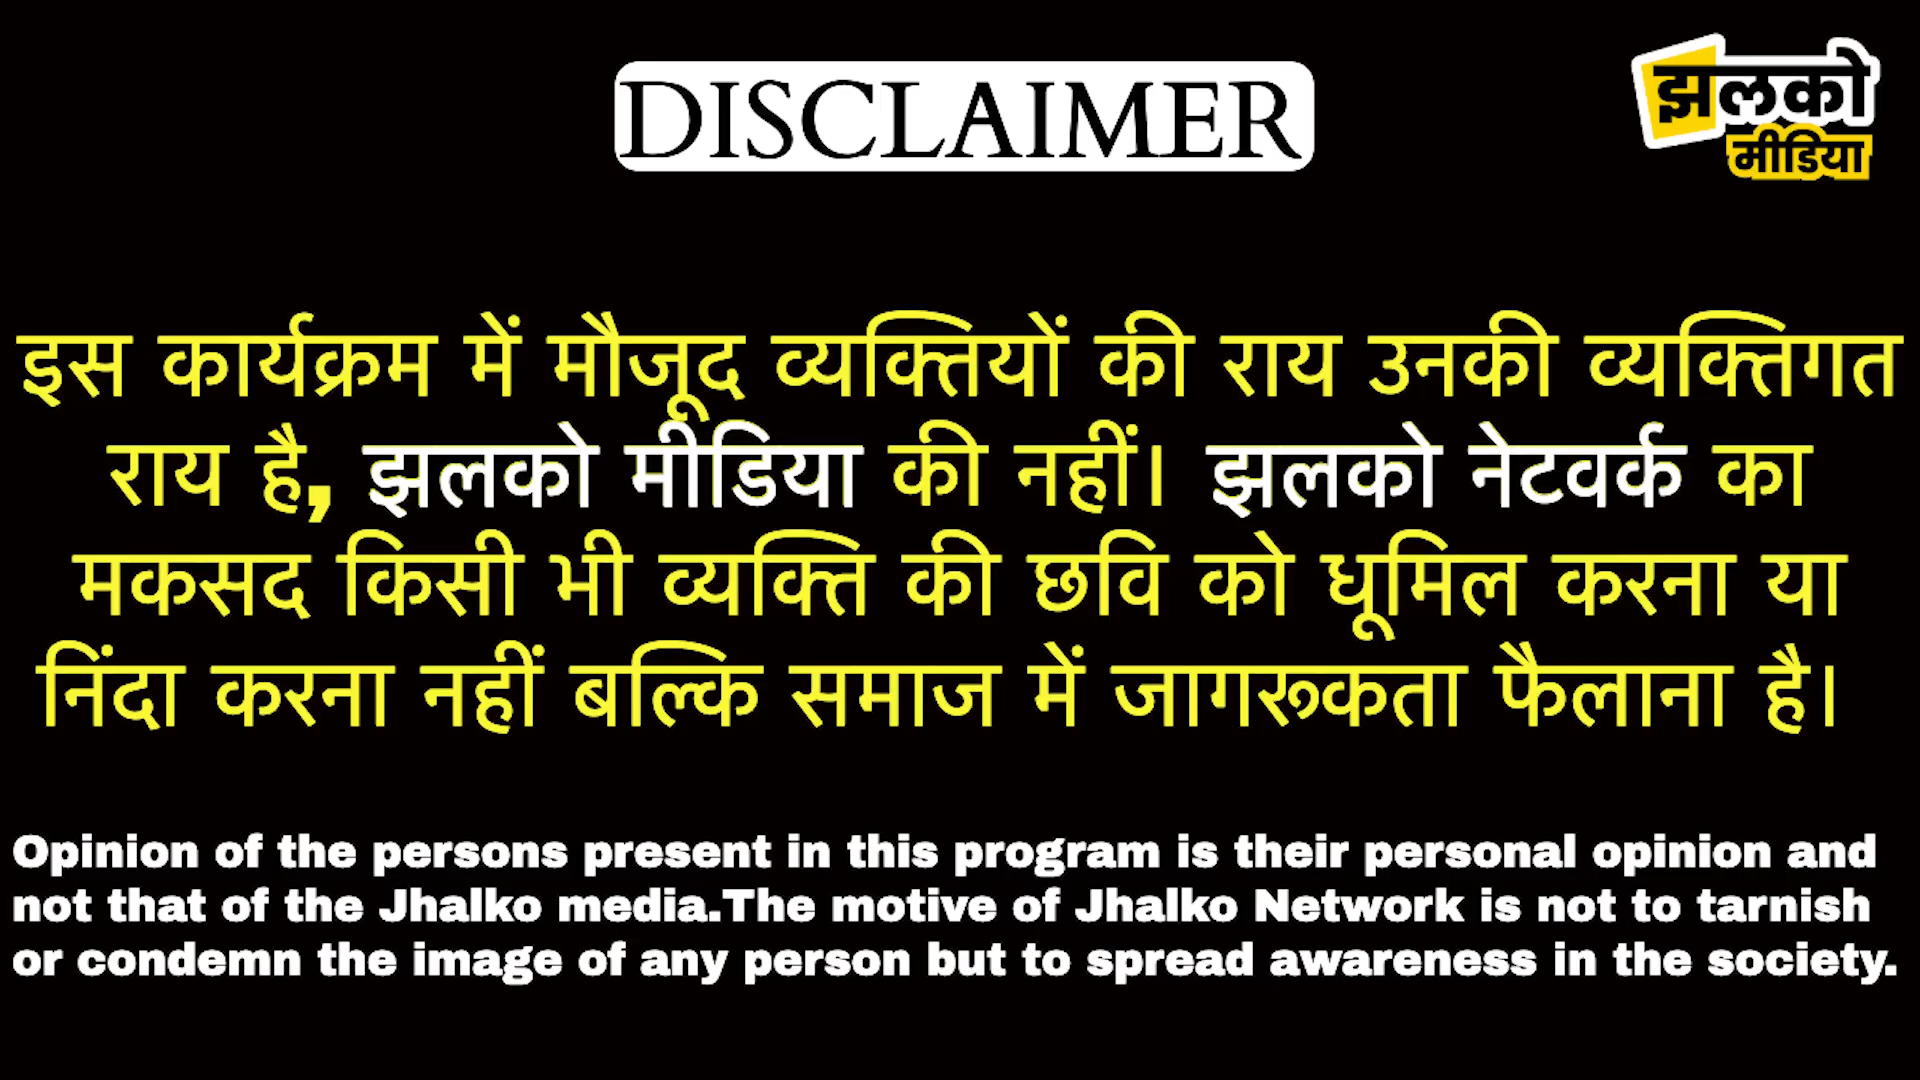 DISCLAIMER
झलको
मीडिया
इस कार्यक्रम में मौजूद व्यक्तियों की राय उनकी व्यक्तिगत
राय है, झलको मीडिया की नहीं। झलको नेटवर्क का
मकसद किसी भी व्यक्ति की छवि को धूमिल करना या
निंदा करना नहीं बल्कि समाज में जागरूकता फैलाना है।
Opinion of the persons present in this program is their personal opinion and
not that of the Jhalko media.The motive of Jhalko Network is not to tarnish
or condemn the image of any person but to spread awareness in the society.